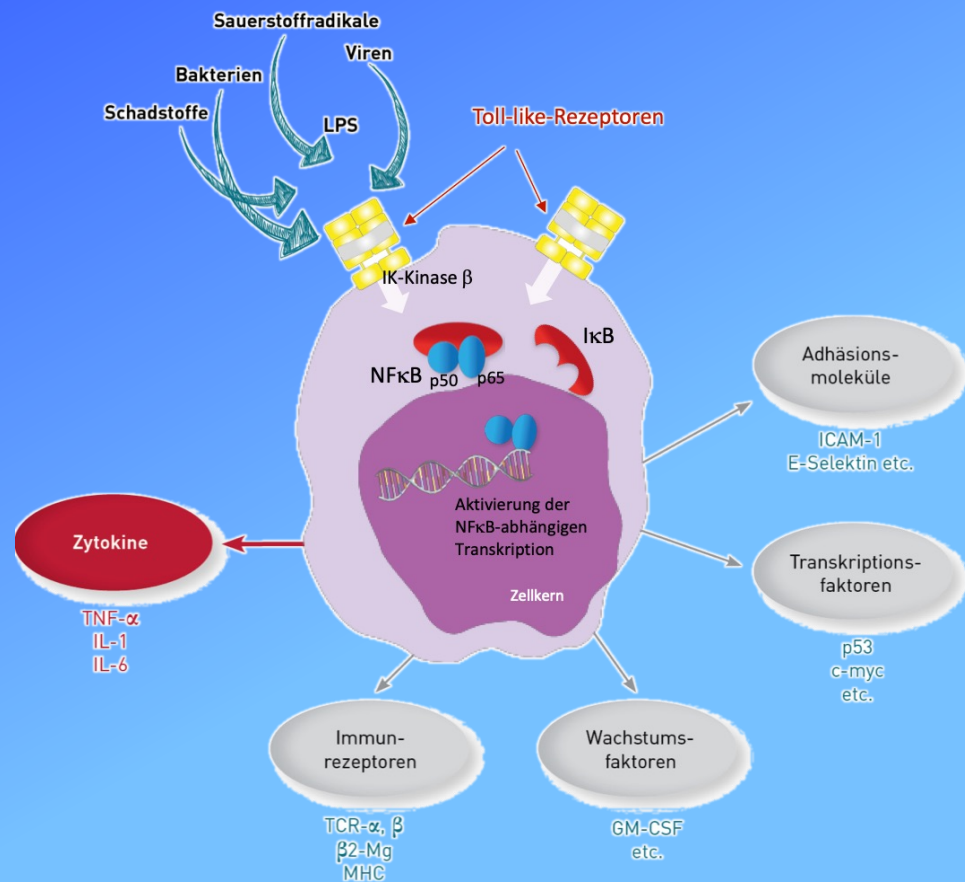 Sauerstoffradikale
Viren
Bakterien
Schadstoffe
LPS
Toll-like-Rezeptoren
IK-Kinase β
IκB
NFκB
p50
p65
Adhäsions-
moleküle
ICAM-1
E-Selektin etc.
Aktivierung der
NFκB-abhängigen
Transkription
Zellkern
Zytokine
TNF-α
IL-1
IL-6
Transkriptions-
faktoren
p53
c-myc
etc.
Immun-
rezeptoren
TCR-α, β
β2-Mg
MHC
Wachstums-
faktoren
GM-CSF
etc.